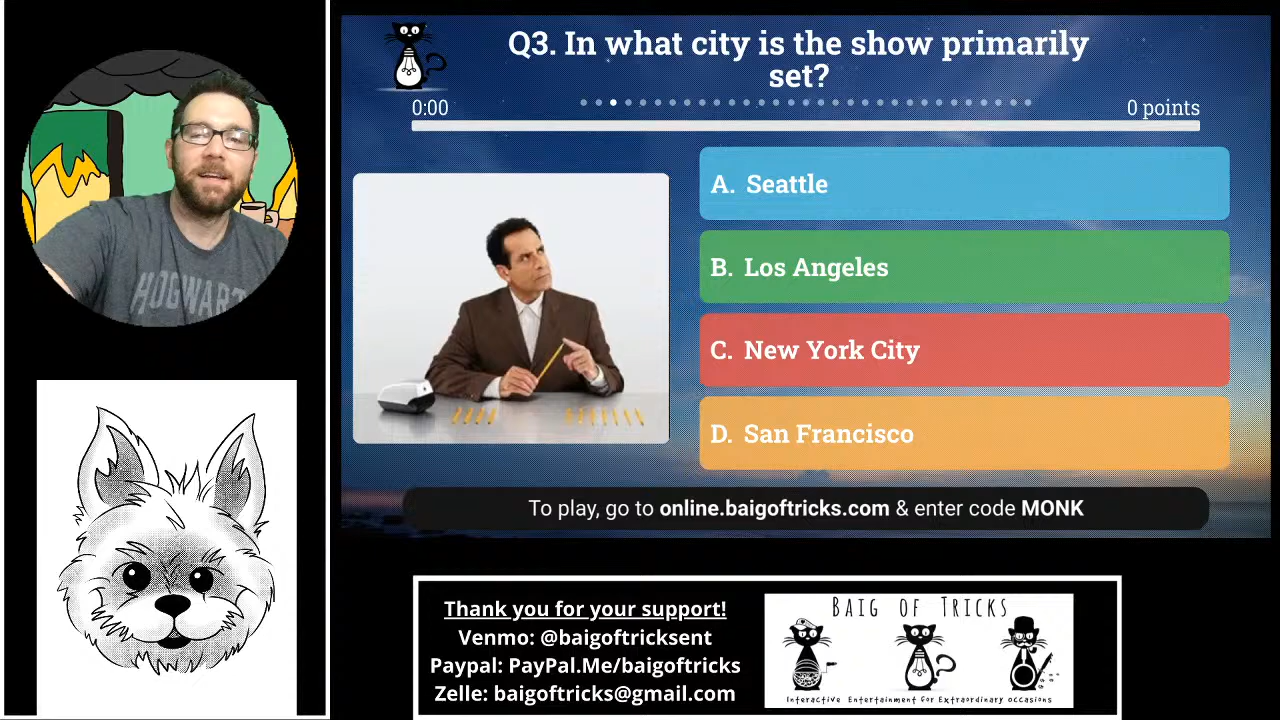 Q3. In what city is the show primarily
set?
0:00
0 points
A. Seattle
B. Los Angeles
C. New York City
D. San Francisco
To play, go to online.baigoftricks.com & enter code MONK
HOGWART
Thank you for your support!
Venmo: @baigoftricksent
Paypal: PayPal.Me/baigoftricks
Zelle: baigoftricks@gmail.com
BAIG OF TRICKS
Interactive Entertainment for Extraordinary occasions